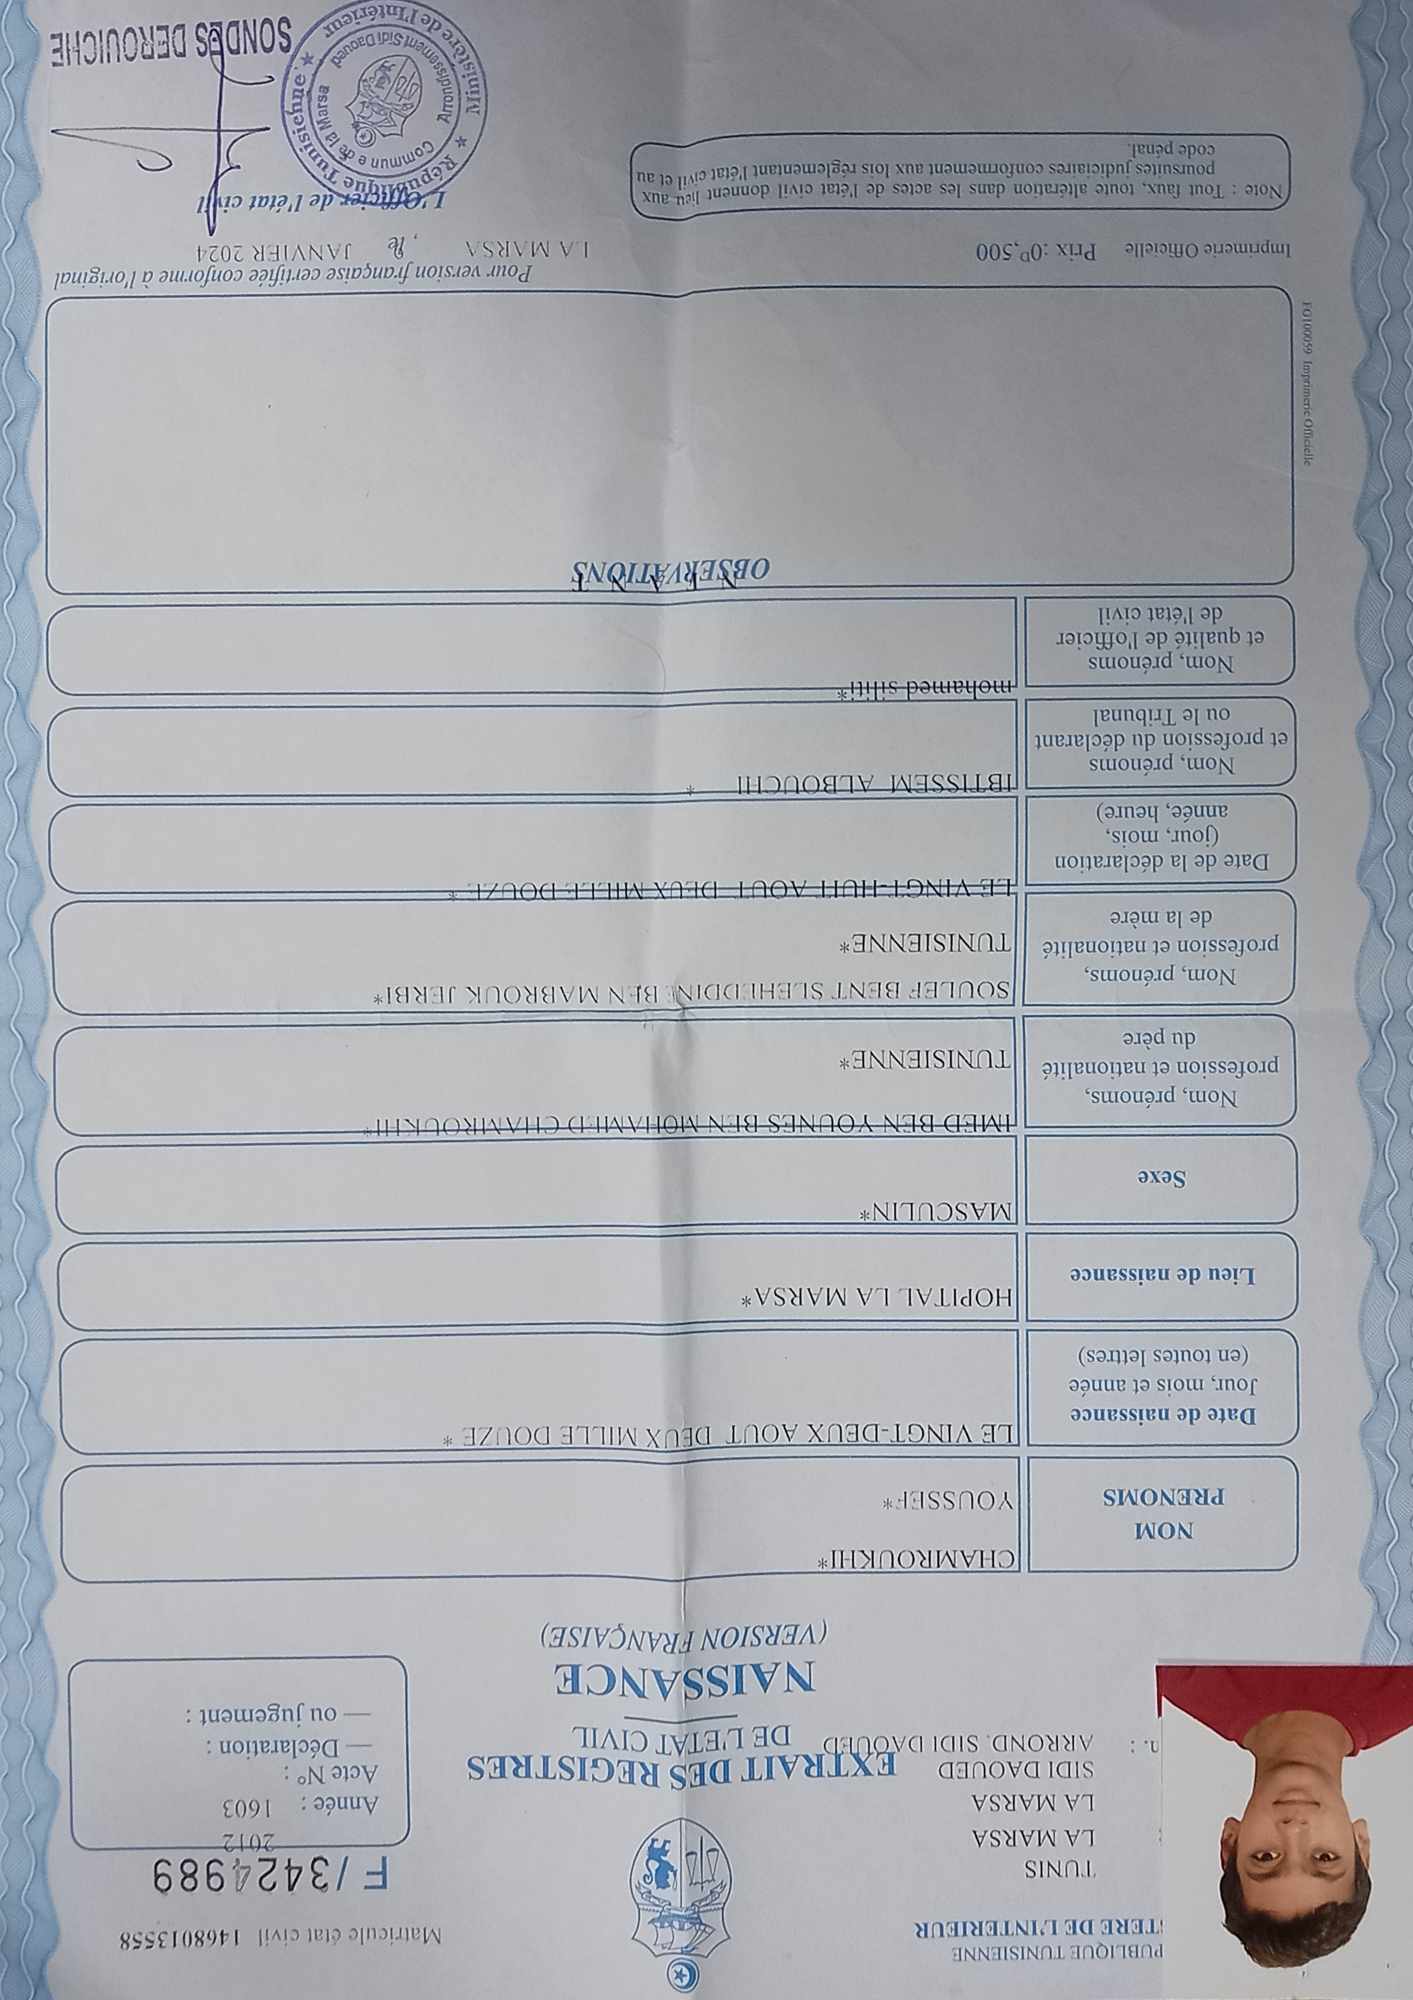 PUBLIQUE TUNISIENNE
STERE DE L'INTERIEUR
TUNIS
LA MARSA
LA MARSA
SIDI DAOUED
ARROND. SIDI DAOUED
Matricule état civil 1468013558
F/3424989
2012
Année : 1603
Acte N° :
— Déclaration :
— ou jugement :
EXTRAIT DES REGISTRES
DE L'ETAT CIVIL
NAISSANCE
(VERSION FRANÇAISE)
NOM
PRENOMS
CHAMROUKHI*
YOUSSEF*
Date de naissance
Jour, mois et année
(en toutes lettres)
LE VINGT-DEUX AOUT DEUX MILLE DOUZE *
Lieu de naissance
HOPITAL LA MARSA*
Sexe
MASCULIN*
Nom, prénoms,
profession et nationalité
du père
IMED BEN YOUNES BEN MOHAMED CHAMROUKHI*
TUNISIENNE*
Nom, prénoms,
profession et nationalité
de la mère
SOULEF BENT SLEHEDDINE BEN MABROUK JERBI*
TUNISIENNE*
Date de la déclaration
(jour, mois,
année, heure)
LE VINGT-HUIT AOUT DEUX MILLE DOUZE *
Nom, prénoms
et profession du déclarant
ou le Tribunal
IBTISSEM ALBOUCHI *
Nom, prénoms
et qualité de l'officier
de l'état civil
mohamed sliti*
OBSERVATIONS
N E A N T
FG100059 Imprimerie Officielle
Imprimerie Officielle Prix :0ᴰ,500
Note : Tout faux, toute altération dans les actes de l'état civil donnent lieu aux
poursuites judiciaires conformement aux lois réglementant l'état civil et au
code pénal.
Pour version française certifiée conforme à l'original
LA MARSA , le JANVIER 2024
L'Officier de l'état civil
République Tunisienne
Ministère de l'Intérieur
Commune de la Marsa
Arrondissement Sidi Daoued
SONDES DEROUICHE